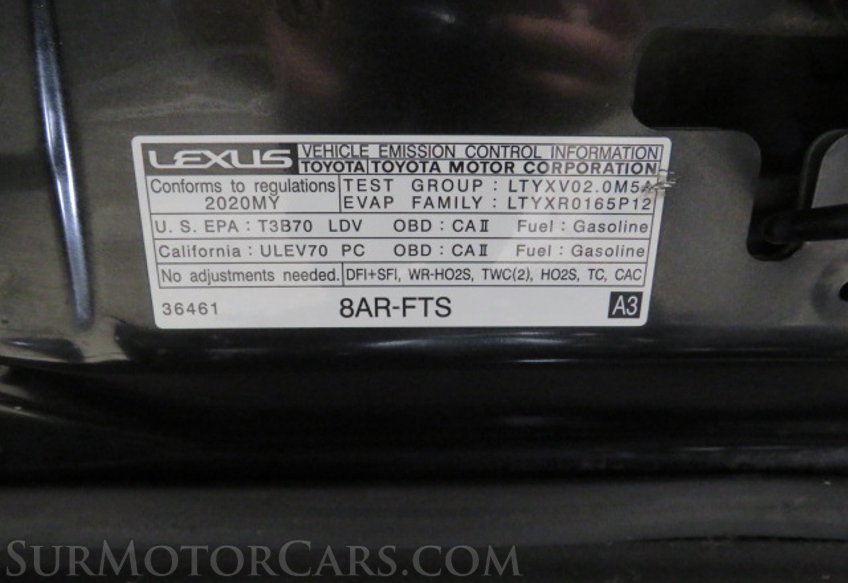 LEXUS
VEHICLE EMISSION CONTROL INFORMATION
TOYOTA TOYOTA MOTOR CORPORATION
Conforms to regulations
2020MY
TEST GROUP : LTYXV02.0M5A
EVAP FAMILY : LTYXR0165P12
U. S. EPA : T3B70 LDV OBD : CAⅡ Fuel : Gasoline
California : ULEV70 PC OBD : CAⅡ Fuel : Gasoline
No adjustments needed. DFI+SFI, WR-HO2S, TWC(2), HO2S, TC, CAC
36461 8AR-FTS A3
SurMotorCars.com